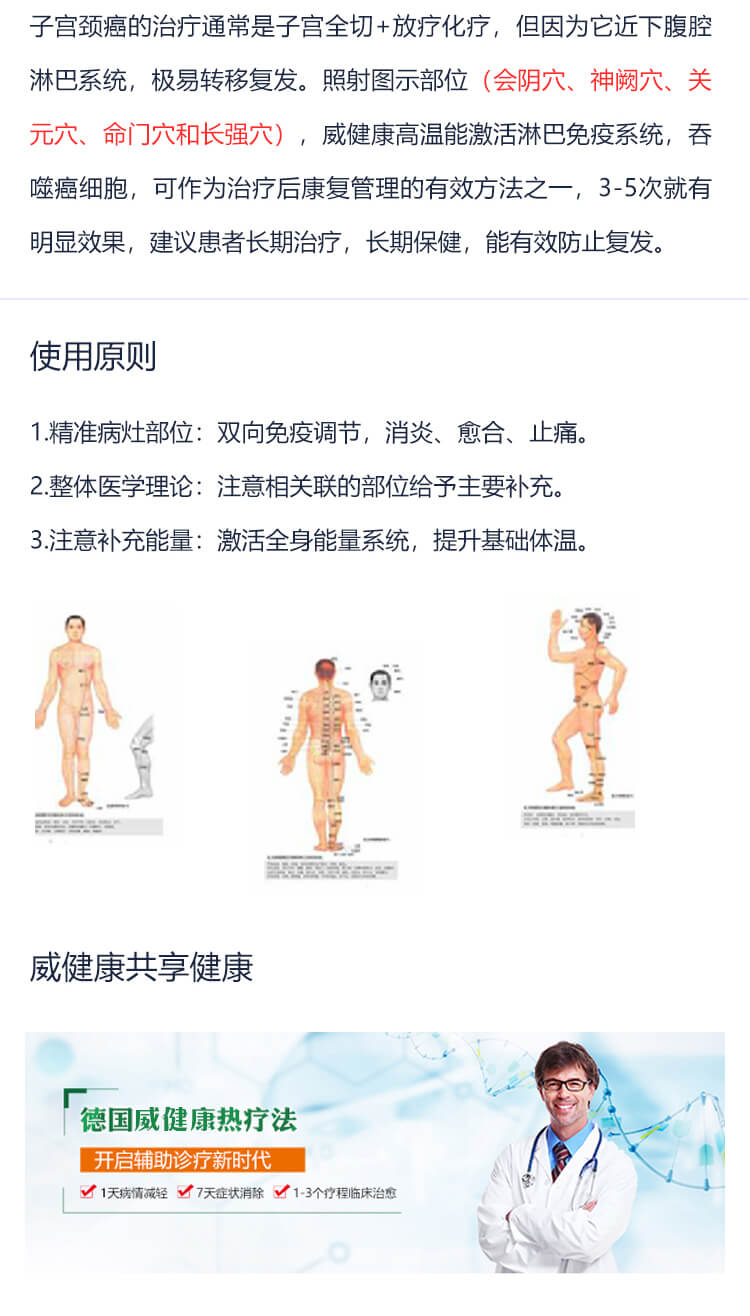 子宫颈癌的治疗通常是子宫全切+放疗化疗，但因为它近下腹腔
淋巴系统，极易转移复发。照射图示部位（会阴穴、神阙穴、关
元穴、命门穴和长强穴），威健康高温能激活淋巴免疫系统，吞
噬癌细胞，可作为治疗后康复管理的有效方法之一，3-5次就有
明显效果，建议患者长期治疗，长期保健，能有效防止复发。
使用原则
1.精准病灶部位：双向免疫调节，消炎、愈合、止痛。
2.整体医学理论：注意相关联的部位给予主要补充。
3.注意补充能量：激活全身能量系统，提升基础体温。
威健康共享健康
德国威健康热疗法
开启辅助诊疗新时代
1天病情减轻 7天症状消除 1-3个疗程临床治愈